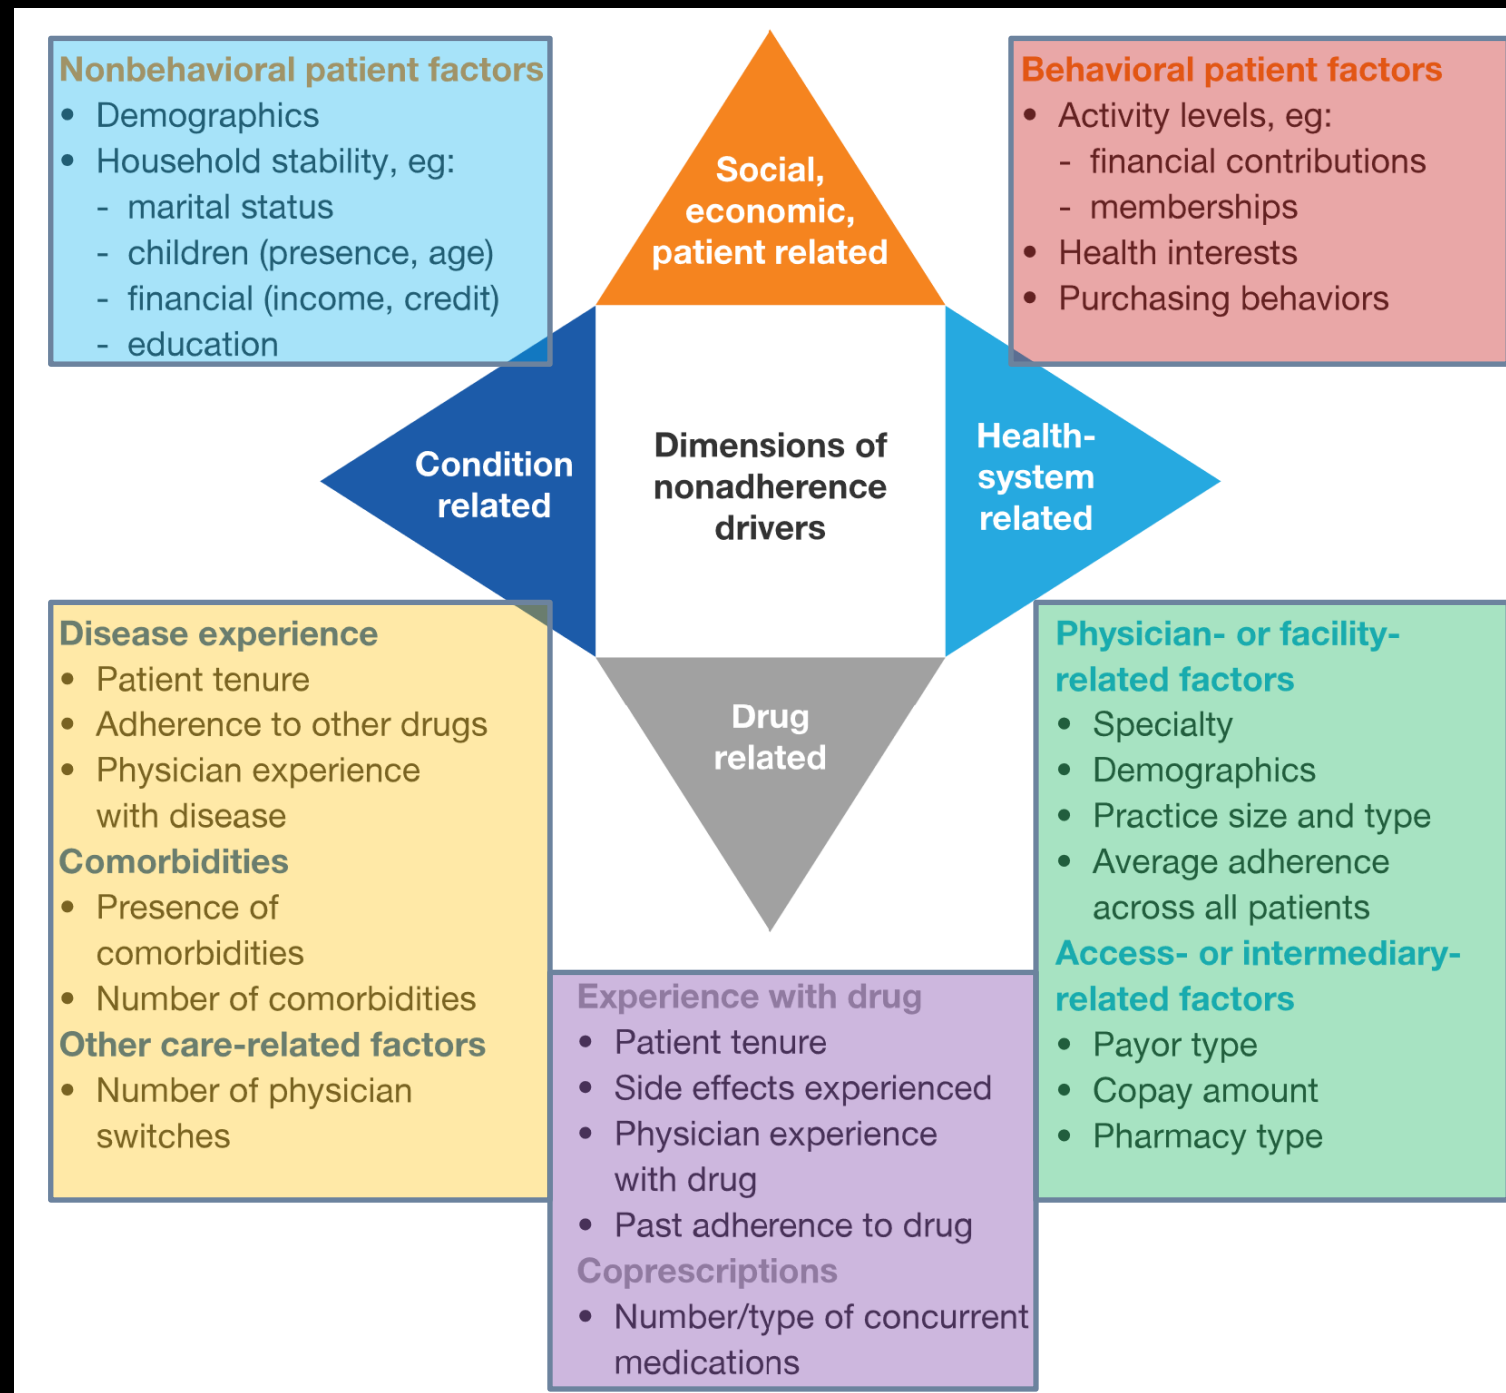 Nonbehavioral patient factors
• Demographics
• Household stability, eg:
- marital status
- children (presence, age)
- financial (income, credit)
- education
Social,
economic,
patient related
Behavioral patient factors
• Activity levels, eg:
- financial contributions
- memberships
• Health interests
• Purchasing behaviors
Condition
related
Dimensions of
nonadherence
drivers
Health-
system
related
Drug
related
Disease experience
• Patient tenure
• Adherence to other drugs
• Physician experience
with disease
Comorbidities
• Presence of
comorbidities
• Number of comorbidities
Other care-related factors
• Number of physician
switches
Experience with drug
• Patient tenure
• Side effects experienced
• Physician experience
with drug
• Past adherence to drug
Coprescriptions
• Number/type of concurrent
medications
Physician- or facility-
related factors
• Specialty
• Demographics
• Practice size and type
• Average adherence
across all patients
Access- or intermediary-
related factors
• Payor type
• Copay amount
• Pharmacy type